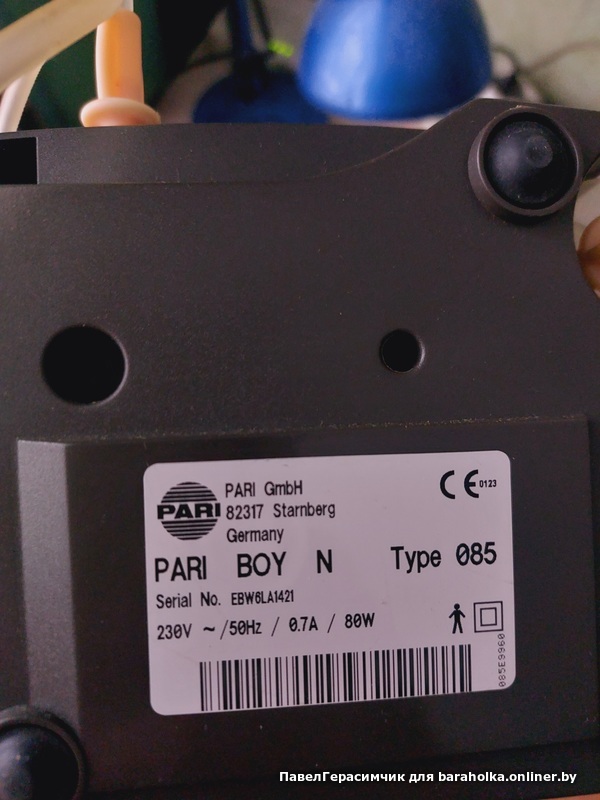 PARI
PARI GmbH
82317 Starnberg
Germany
CE 0123
PARI BOY N Type 085
Serial No. EBW6LA1421
230V ~ /50Hz / 0.7A / 80W
085E9960
ПавелГерасимчик для baraholka.onliner.by